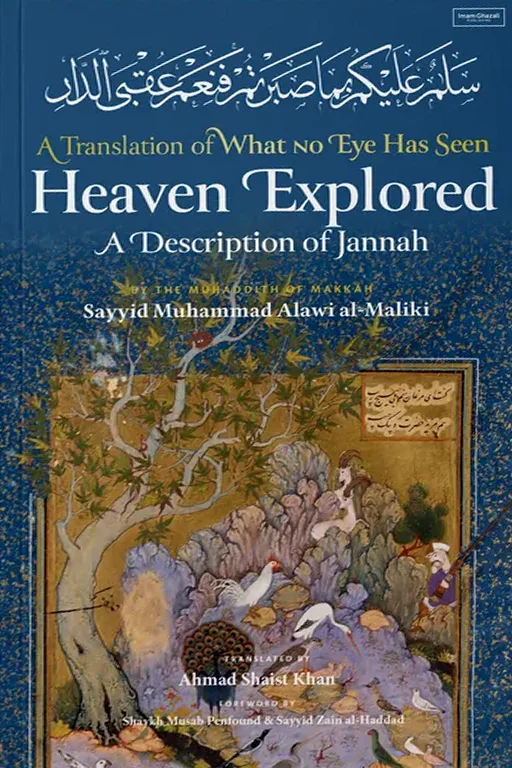 Imam Ghazali
سَلَٰمٌ عَلَيْكُم بِمَا صَبَرْتُمْ فَنِعْمَ عُقْبَى ٱلدَّارِ
A Translation of What no Eye Has Seen
Heaven Explored
A Description of Jannah
BY THE MUHADDITH OF MAKKAH
Sayyid Muhammad Alawi al-Maliki
TRANSLATED BY
Ahmad Shaist Khan
FOREWORD BY
Shaykh Musab Penfound & Sayyid Zain al-Haddad